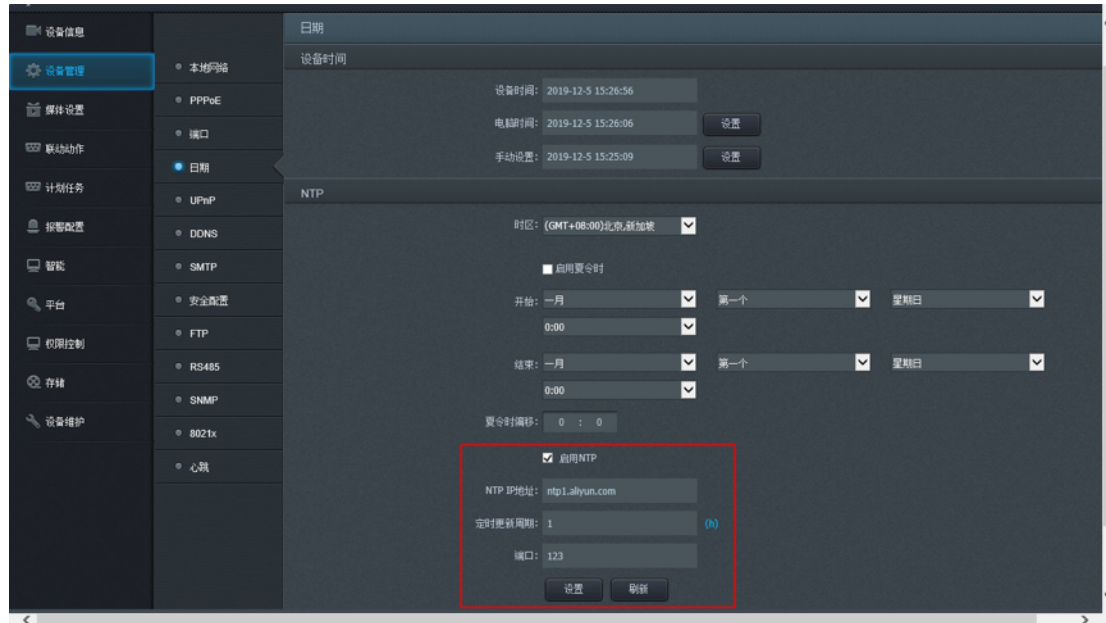 设备信息
设备管理
媒体设置
联动动作
计划任务
报警配置
智能
平台
权限控制
存储
设备维护
本地网络
PPPoE
端口
日期
UPnP
DDNS
SMTP
安全配置
FTP
RS485
SNMP
8021x
心跳
日期
设备时间
设备时间: 2019-12-5 15:26:56
电脑时间: 2019-12-5 15:26:06 设置
手动设置: 2019-12-5 15:25:09 设置
NTP
时区: (GMT+08:00)北京,新加坡
启用夏令时
开始: 一月 第一个 星期日
0:00
结束: 一月 第一个 星期日
0:00
夏令时偏移: 0 : 0
启用NTP
NTP IP地址: ntp1.aliyun.com
定时更新周期: 1 (h)
端口: 123
设置 刷新